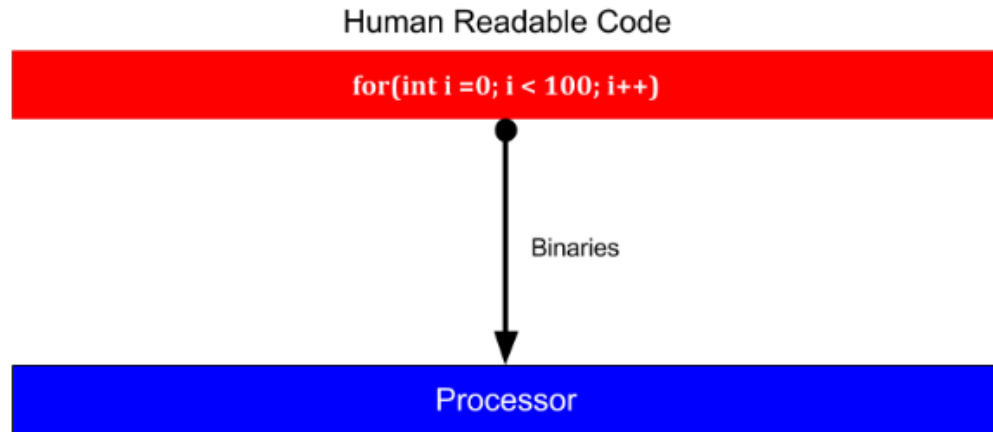 Human Readable Code
for(int i =0; i < 100; i++)
Binaries
Processor